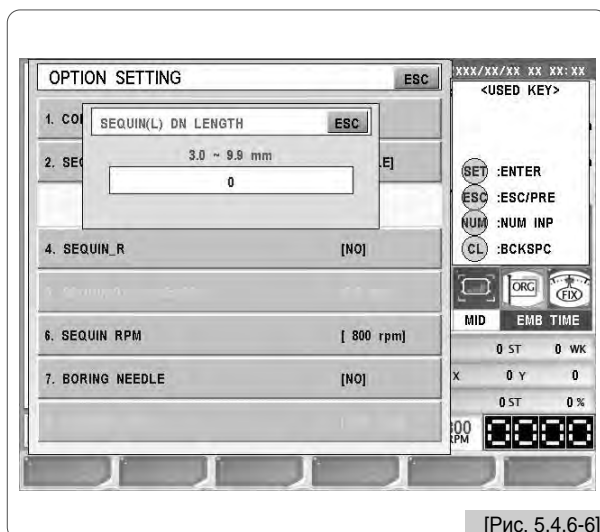 OPTION SETTING
ESC
xxx/xx/xx xx xx:xx
<USED KEY>
1. CO
SEQUIN(L) DN LENGTH
ESC
3.0 ~ 9.9 mm
2. SE
E]
0
SET :ENTER
ESC :ESC/PRE
NUM :NUM INP
CL :BCKSPC
4. SEQUIN_R
[NO]
ORG
FIX
MID
EMB TIME
6. SEQUIN RPM
[ 800 rpm]
0 ST 0 WK
7. BORING NEEDLE
[NO]
X 0 Y 0
0 ST 0 %
RPM
[Рис. 5.4.6-6]